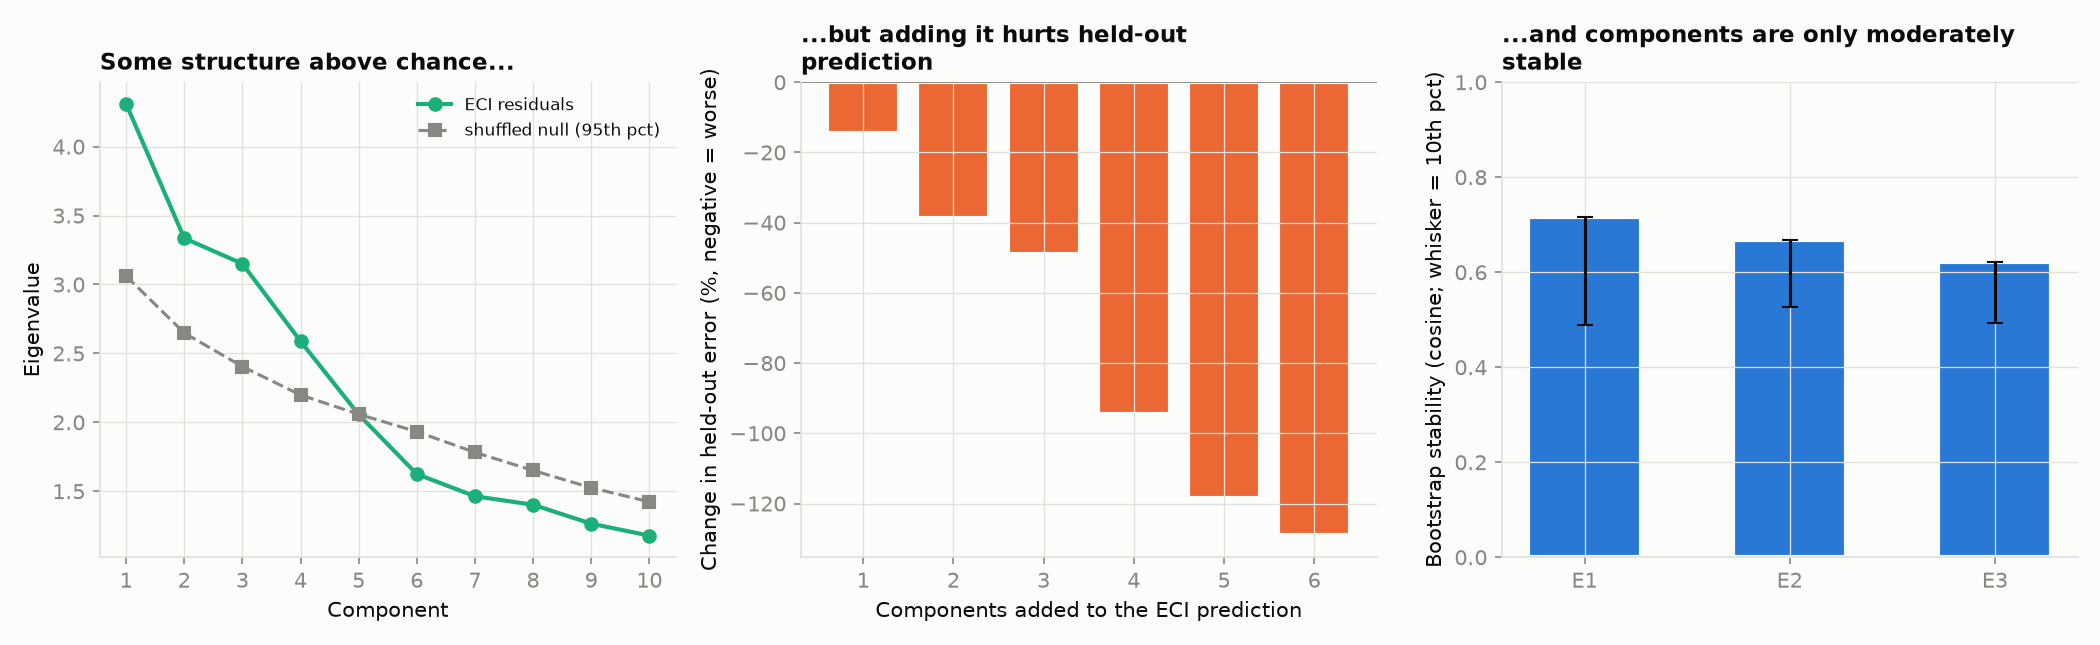 Some structure above chance...
ECI residuals
shuffled null (95th pct)
Eigenvalue
4.0
3.5
3.0
2.5
2.0
1.5
1 2 3 4 5 6 7 8 9 10
Component
...but adding it hurts held-out
prediction
Change in held-out error (%, negative = worse)
0
−20
−40
−60
−80
−100
−120
1 2 3 4 5 6
Components added to the ECI prediction
...and components are only moderately
stable
Bootstrap stability (cosine; whisker = 10th pct)
1.0
0.8
0.6
0.4
0.2
0.0
E1 E2 E3